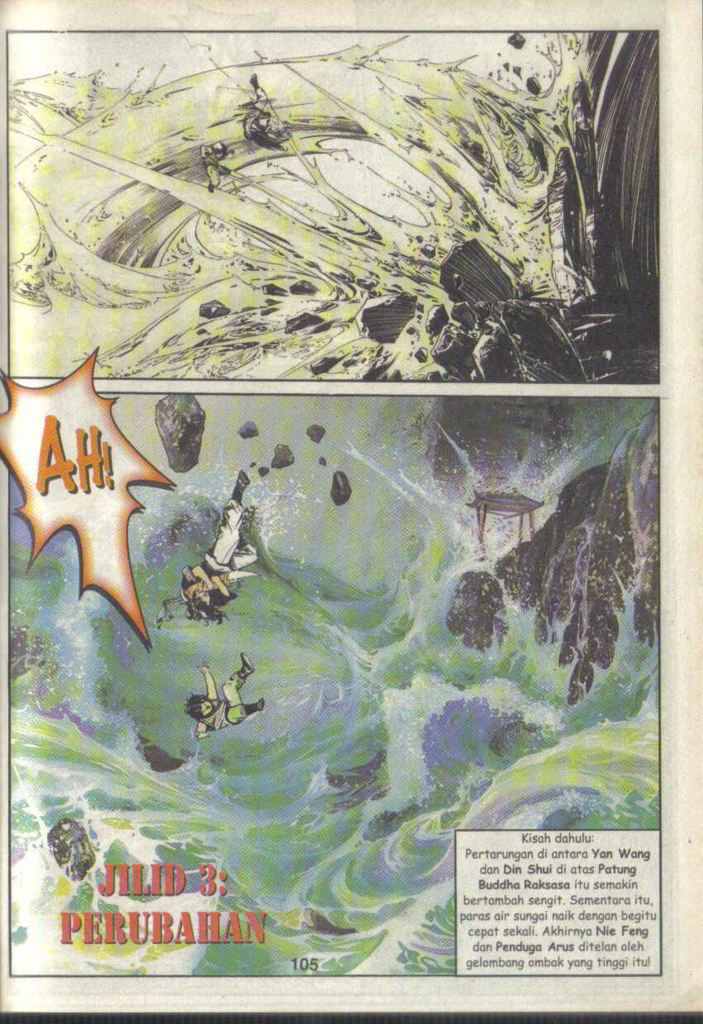 AH!
JILID 3:
PERUBAHAN
Kisah dahulu:
Pertarungan di antara Yan Wang
dan Din Shui di atas Patung
Buddha Raksasa itu semakin
bertambah sengit. Sementara itu,
paras air sungai naik dengan begitu
cepat sekali. Akhirnya Nie Feng
dan Penduga Arus ditelan oleh
gelombang ombak yang tinggi itu!
105